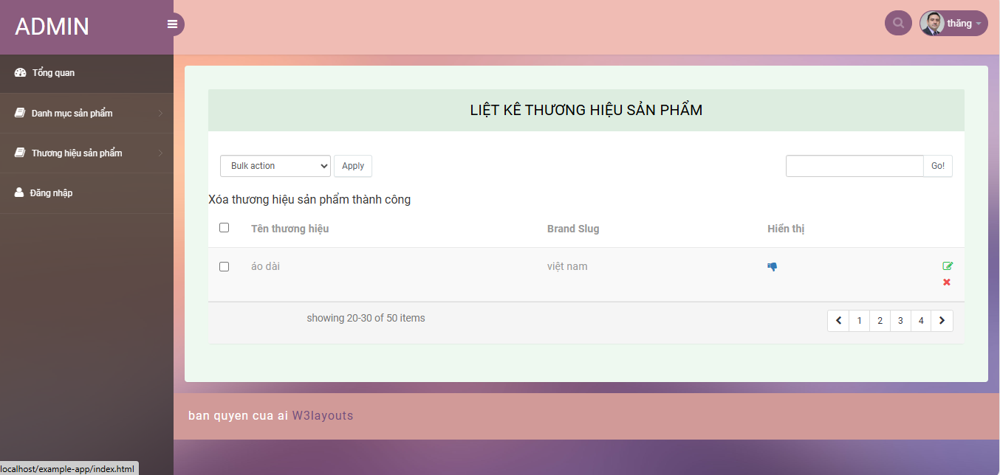 ADMIN
thăng
Tổng quan
Danh mục sản phẩm
Thương hiệu sản phẩm
Đăng nhập
LIỆT KÊ THƯƠNG HIỆU SẢN PHẨM
Bulk action
Apply
Go!
Xóa thương hiệu sản phẩm thành công
Tên thương hiệu Brand Slug Hiển thị
áo dài việt nam
showing 20-30 of 50 items
1 2 3 4
ban quyen cua ai W3layouts
localhost/example-app/index.html